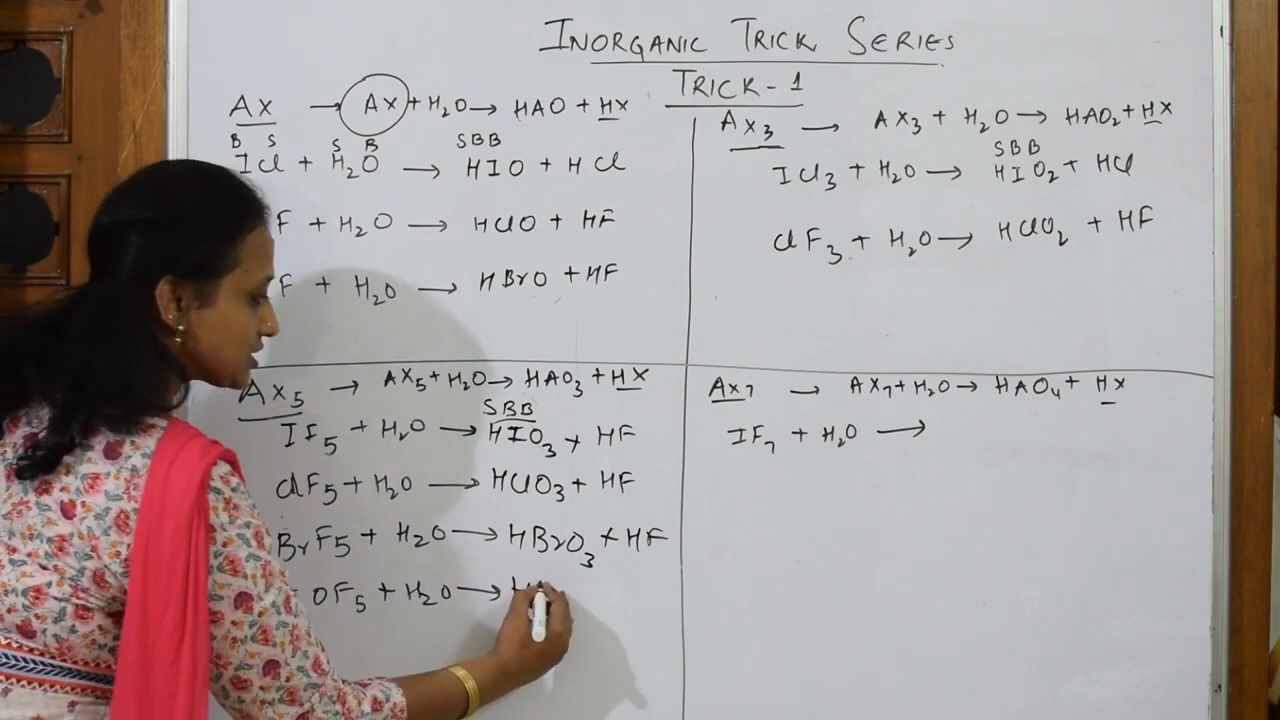 INORGANIC TRICK SERIES
TRICK-1
AX → AX + H₂O → HAO + HX
B S S B SBB
ICl + H₂O → HIO + HCl
F + H₂O → HClO + HF
F + H₂O → HBrO + HF
AX₃ → AX₃ + H₂O → HAO₂ + HX
SBB
ICl₃ + H₂O → HIO₂ + HCl
ClF₃ + H₂O → HClO₂ + HF
AX₅ → AX₅ + H₂O → HAO₃ + HX
SBB
IF₅ + H₂O → HIO₃ + HF
ClF₅ + H₂O → HClO₃ + HF
BrF₅ + H₂O → HBrO₃ + HF
OF₅ + H₂O → H
AX₇ → AX₇ + H₂O → HAO₄ + HX
IF₇ + H₂O →